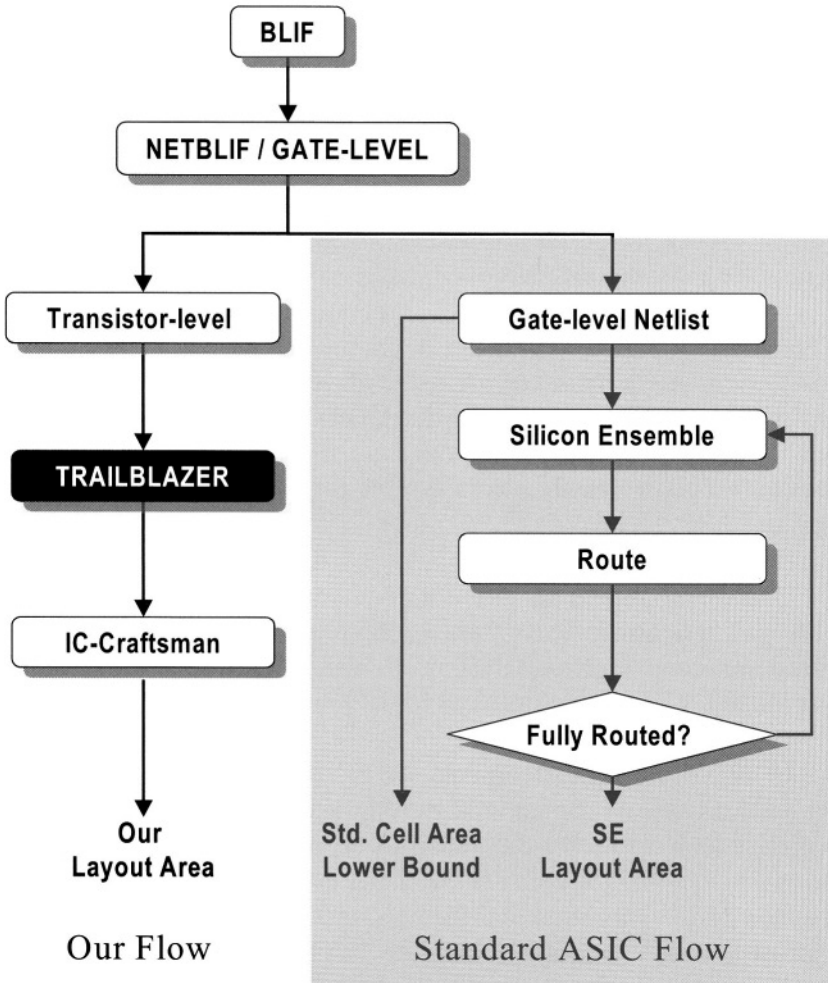 BLIF
NETBLIF / GATE-LEVEL
Transistor-level
Gate-level Netlist
TRAILBLAZER
Silicon Ensemble
Route
IC-Craftsman
Fully Routed?
Our
Layout Area
Std. Cell Area
Lower Bound
SE
Layout Area
Our Flow
Standard ASIC Flow